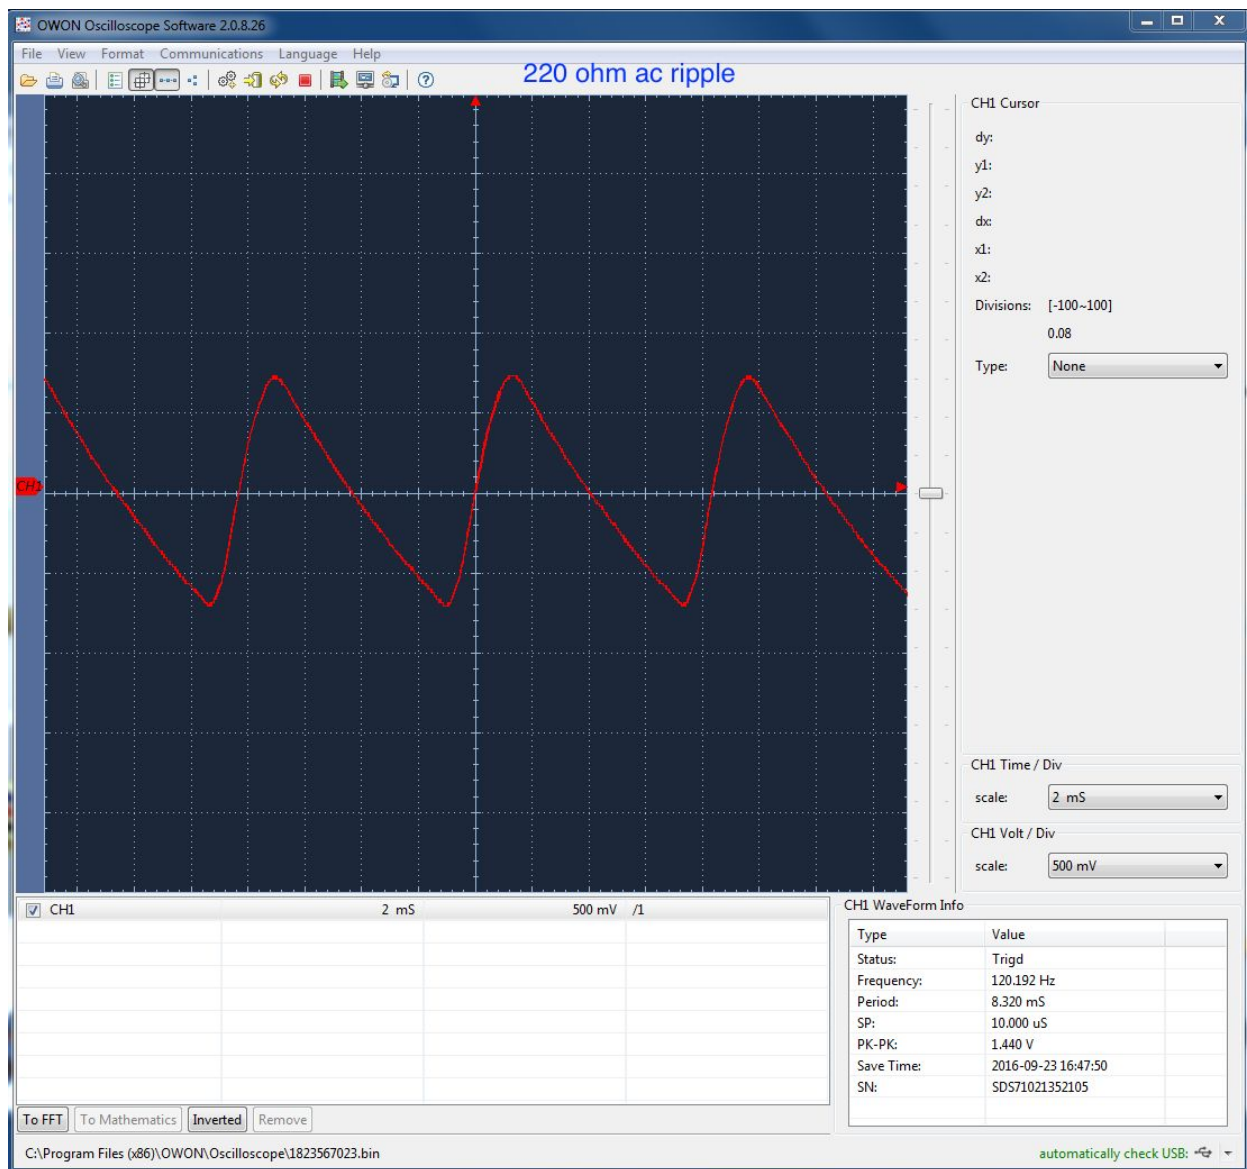 OWON Oscilloscope Software 2.0.8.26
File View Format Communications Language Help
220 ohm ac ripple
CH1 Cursor
dy:
y1:
y2:
dx:
x1:
x2:
Divisions: [-100~100]
0.08
Type: None
CH1
CH1 Time / Div
scale: 2 mS
CH1 Volt / Div
scale: 500 mV
CH1 2 mS 500 mV /1
CH1 WaveForm Info
Type Value
Status: Trigd
Frequency: 120.192 Hz
Period: 8.320 mS
SP: 10.000 uS
PK-PK: 1.440 V
Save Time: 2016-09-23 16:47:50
SN: SDS71021352105
To FFT To Mathematics Inverted Remove
C:\Program Files (x86)\OWON\Oscilloscope\1823567023.bin
automatically check USB: